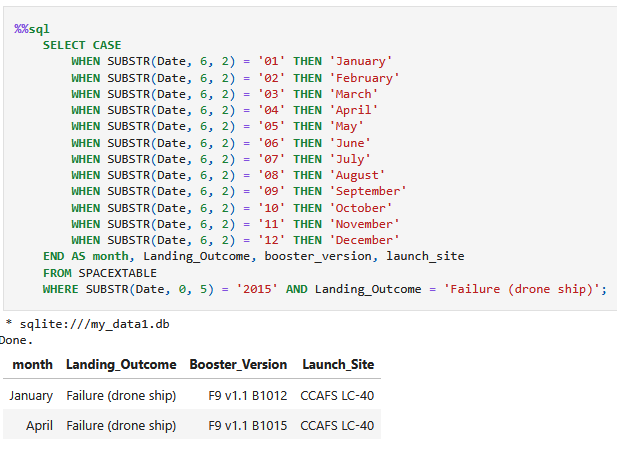 %%sql
SELECT CASE
WHEN SUBSTR(Date, 6, 2) = '01' THEN 'January'
WHEN SUBSTR(Date, 6, 2) = '02' THEN 'February'
WHEN SUBSTR(Date, 6, 2) = '03' THEN 'March'
WHEN SUBSTR(Date, 6, 2) = '04' THEN 'April'
WHEN SUBSTR(Date, 6, 2) = '05' THEN 'May'
WHEN SUBSTR(Date, 6, 2) = '06' THEN 'June'
WHEN SUBSTR(Date, 6, 2) = '07' THEN 'July'
WHEN SUBSTR(Date, 6, 2) = '08' THEN 'August'
WHEN SUBSTR(Date, 6, 2) = '09' THEN 'September'
WHEN SUBSTR(Date, 6, 2) = '10' THEN 'October'
WHEN SUBSTR(Date, 6, 2) = '11' THEN 'November'
WHEN SUBSTR(Date, 6, 2) = '12' THEN 'December'
END AS month, Landing_Outcome, booster_version, launch_site
FROM SPACEXTABLE
WHERE SUBSTR(Date, 0, 5) = '2015' AND Landing_Outcome = 'Failure (drone ship)';
* sqlite:///my_data1.db
Done.
month Landing_Outcome Booster_Version Launch_Site
January Failure (drone ship) F9 v1.1 B1012 CCAFS LC-40
April Failure (drone ship) F9 v1.1 B1015 CCAFS LC-40